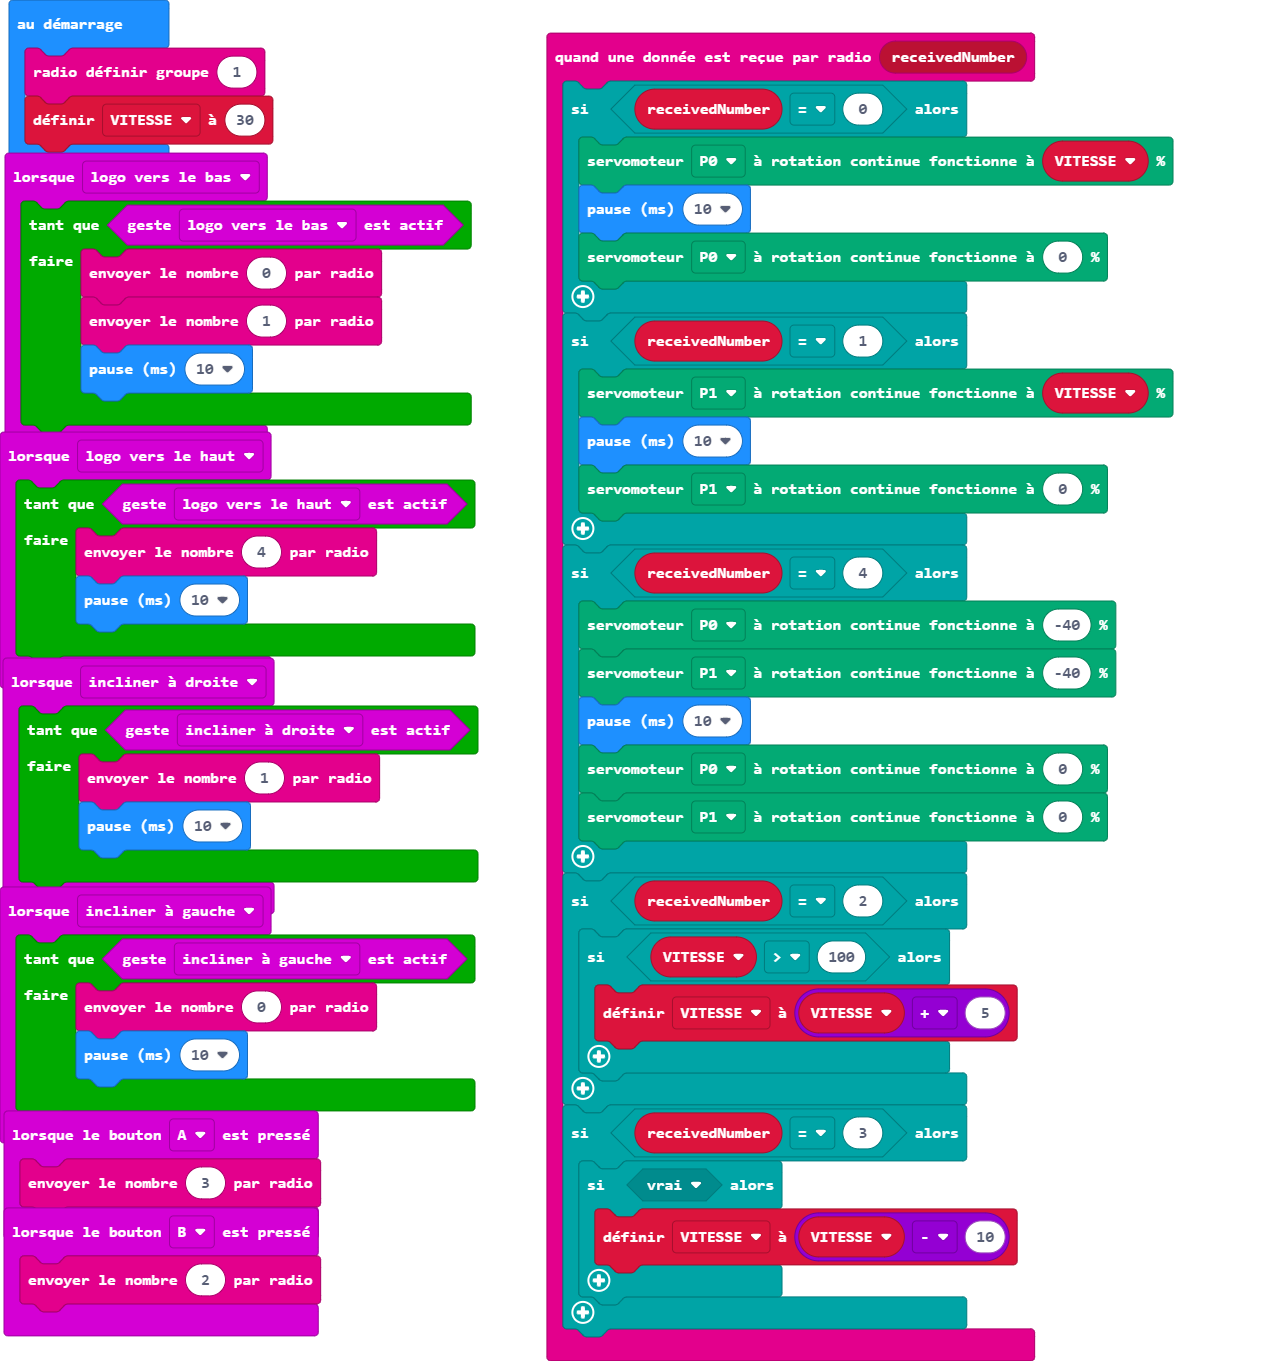 au démarrage
radio définir groupe 1
définir VITESSE à 30
lorsque logo vers le bas
tant que geste logo vers le bas est actif
faire
envoyer le nombre 0 par radio
envoyer le nombre 1 par radio
pause (ms) 10
lorsque logo vers le haut
tant que geste logo vers le haut est actif
faire
envoyer le nombre 4 par radio
pause (ms) 10
lorsque incliner à droite
tant que geste incliner à droite est actif
faire
envoyer le nombre 1 par radio
pause (ms) 10
lorsque incliner à gauche
tant que geste incliner à gauche est actif
faire
envoyer le nombre 0 par radio
pause (ms) 10
lorsque le bouton A est pressé
envoyer le nombre 3 par radio
lorsque le bouton B est pressé
envoyer le nombre 2 par radio
quand une donnée est reçue par radio receivedNumber
si receivedNumber = 0 alors
servomoteur P0 à rotation continue fonctionne à VITESSE %
pause (ms) 10
servomoteur P0 à rotation continue fonctionne à 0 %
si receivedNumber = 1 alors
servomoteur P1 à rotation continue fonctionne à VITESSE %
pause (ms) 10
servomoteur P1 à rotation continue fonctionne à 0 %
si receivedNumber = 4 alors
servomoteur P0 à rotation continue fonctionne à -40 %
servomoteur P1 à rotation continue fonctionne à -40 %
pause (ms) 10
servomoteur P0 à rotation continue fonctionne à 0 %
servomoteur P1 à rotation continue fonctionne à 0 %
si receivedNumber = 2 alors
si VITESSE > 100 alors
définir VITESSE à VITESSE + 5
si receivedNumber = 3 alors
si vrai alors
définir VITESSE à VITESSE - 10